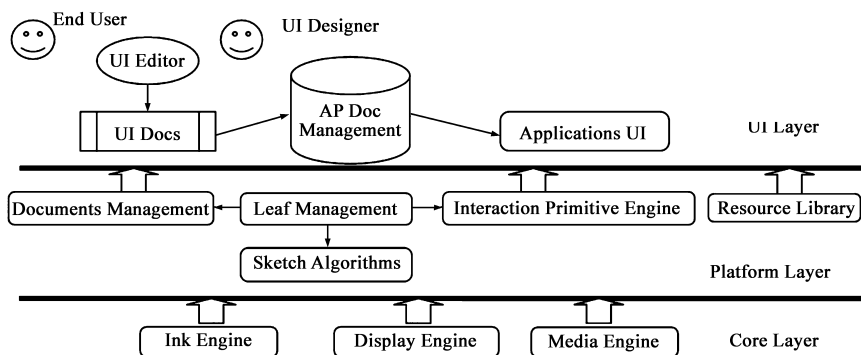 End User
UI Designer
UI Editor
UI Docs
AP Doc
Management
Applications UI
UI Layer
Documents Management
Leaf Management
Interaction Primitive Engine
Resource Library
Sketch Algorithms
Platform Layer
Ink Engine
Display Engine
Media Engine
Core Layer